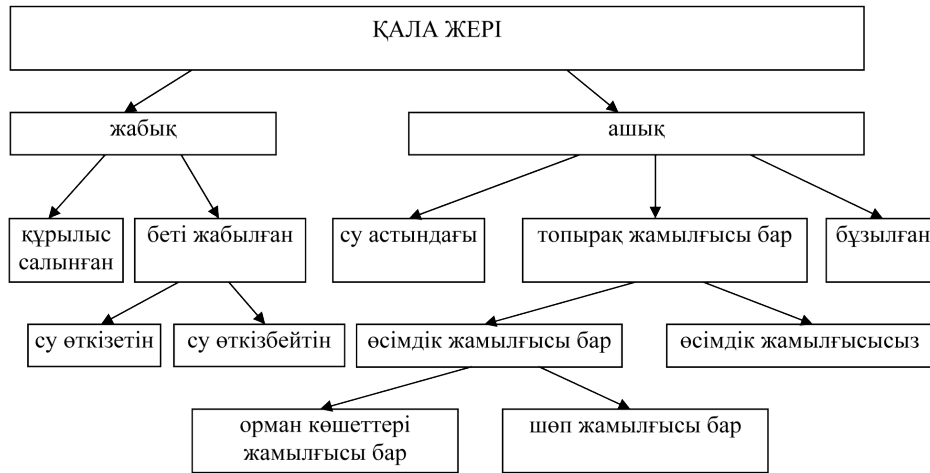 ҚАЛА ЖЕРІ
жабық
ашық
құрылыс
салынған
беті жабылған
су астындағы
топырақ жамылғысы бар
бұзылған
су өткізетін
су өткізбейтін
өсімдік жамылғысы бар
өсімдік жамылғысысыз
орман көшеттері
жамылғысы бар
шөп жамылғысы бар